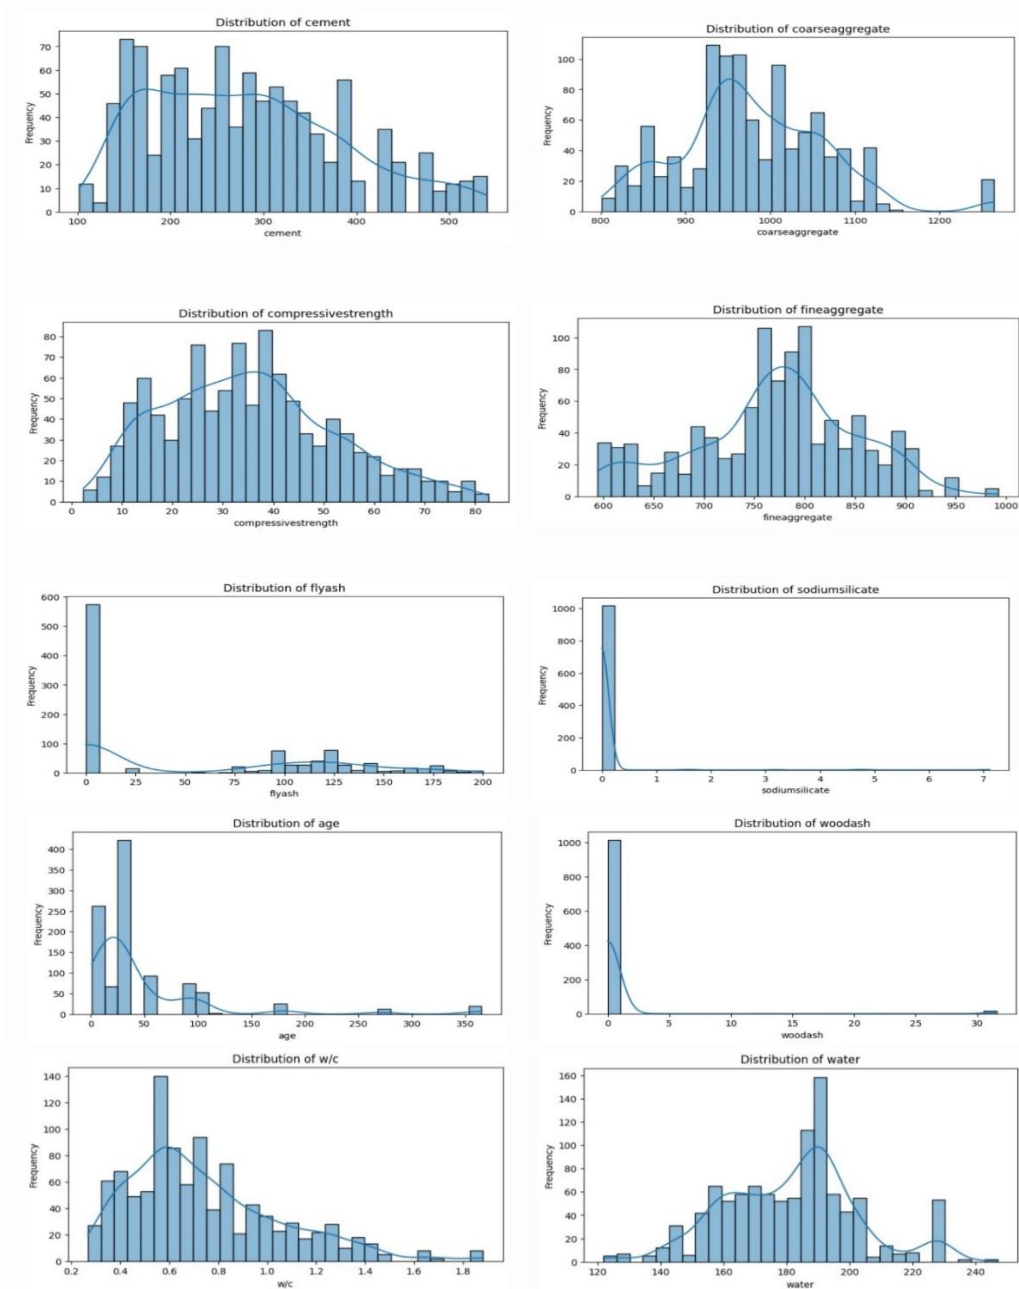 Distribution of cement
Frequency
70
60
50
40
30
20
10
0
100 200 300 400 500
cement
Distribution of coarseaggregate
Frequency
100
80
60
40
20
0
800 900 1000 1100 1200
coarseaggregate
Distribution of compressivestrength
Frequency
80
70
60
50
40
30
20
10
0
0 10 20 30 40 50 60 70 80
compressivestrength
Distribution of fineaggregate
Frequency
100
80
60
40
20
0
600 650 700 750 800 850 900 950 1000
fineaggregate
Distribution of flyash
Frequency
600
500
400
300
200
100
0
0 25 50 75 100 125 150 175 200
flyash
Distribution of sodiumsilicate
Frequency
1000
800
600
400
200
0
0 1 2 3 4 5 6 7
sodiumsilicate
Distribution of age
Frequency
400
350
300
250
200
150
100
50
0
0 50 100 150 200 250 300 350
age
Distribution of woodash
Frequency
1000
800
600
400
200
0
0 5 10 15 20 25 30
woodash
Distribution of w/c
Frequency
140
120
100
80
60
40
20
0
0.2 0.4 0.6 0.8 1.0 1.2 1.4 1.6 1.8
w/c
Distribution of water
Frequency
160
140
120
100
80
60
40
20
0
120 140 160 180 200 220 240
water